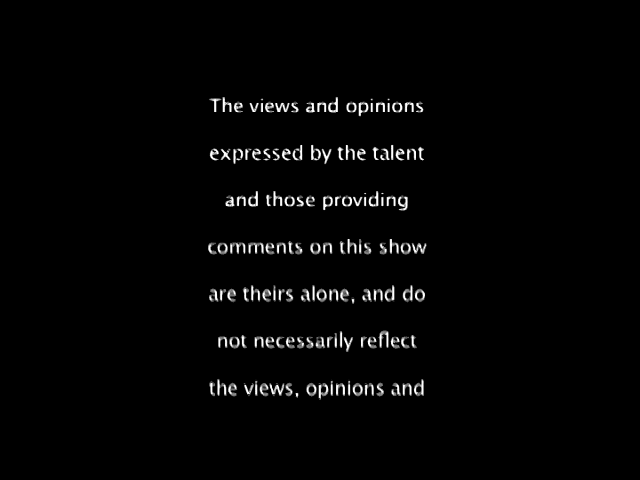 The views and opinions
expressed by the talent
and those providing
comments on this show
are theirs alone, and do
not necessarily reflect
the views, opinions and